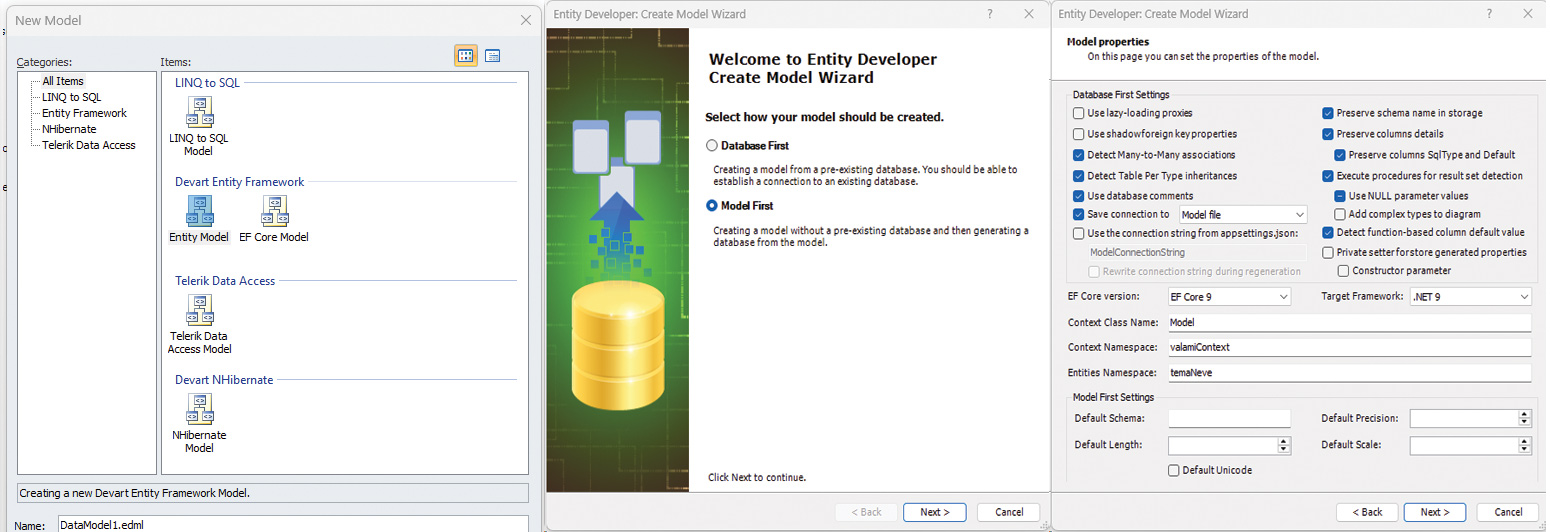 New Model
Categories:
Items:
All Items
LINQ to SQL
Entity Framework
NHibernate
Telerik Data Access
LINQ to SQL
LINQ to SQL
Model
Devart Entity Framework
Entity Model
EF Core Model
Telerik Data Access
Telerik Data
Access Model
Devart NHibernate
NHibernate
Model
Creating a new Devart Entity Framework Model.
Name: DataModel1.edml
Entity Developer: Create Model Wizard
Welcome to Entity Developer
Create Model Wizard
Select how your model should be created.
Database First
Creating a model from a pre-existing database. You should be able to
establish a connection to an existing database.
Model First
Creating a model without a pre-existing database and then generating a
database from the model.
Click Next to continue.
< Back Next > Cancel
Entity Developer: Create Model Wizard
Model properties
On this page you can set the properties of the model.
Database First Settings
Use lazy-loading proxies
Use shadow foreign key properties
Detect Many-to-Many associations
Detect Table Per Type inheritances
Use database comments
Save connection to Model file
Use the connection string from appsettings.json:
ModelConnectionString
Rewrite connection string during regeneration
Preserve schema name in storage
Preserve columns details
Preserve columns SqlType and Default
Execute procedures for result set detection
Use NULL parameter values
Add complex types to diagram
Detect function-based column default value
Private setter for store generated properties
Constructor parameter
EF Core version: EF Core 9 Target Framework: .NET 9
Context Class Name: Model
Context Namespace: valamiContext
Entities Namespace: temaNeve
Model First Settings
Default Schema: Default Precision:
Default Length: Default Scale:
Default Unicode
< Back Next > Cancel